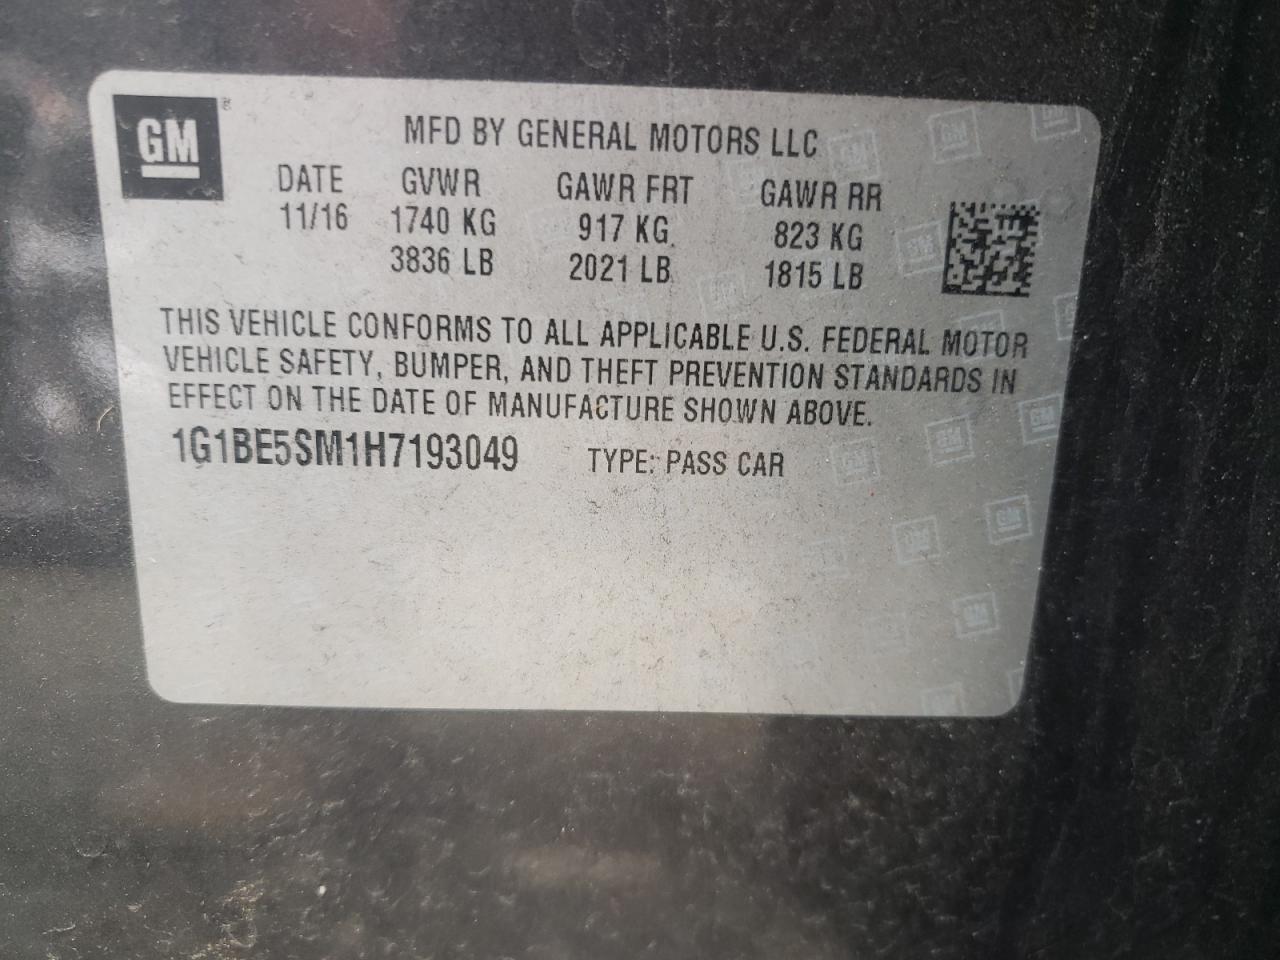 GM ®
MFD BY GENERAL MOTORS LLC
DATE GVWR GAWR FRT GAWR RR
11/16 1740 KG 917 KG 823 KG
3836 LB 2021 LB 1815 LB
THIS VEHICLE CONFORMS TO ALL APPLICABLE U.S. FEDERAL MOTOR
VEHICLE SAFETY, BUMPER, AND THEFT PREVENTION STANDARDS IN
EFFECT ON THE DATE OF MANUFACTURE SHOWN ABOVE.
1G1BE5SM1H7193049 TYPE: PASS CAR